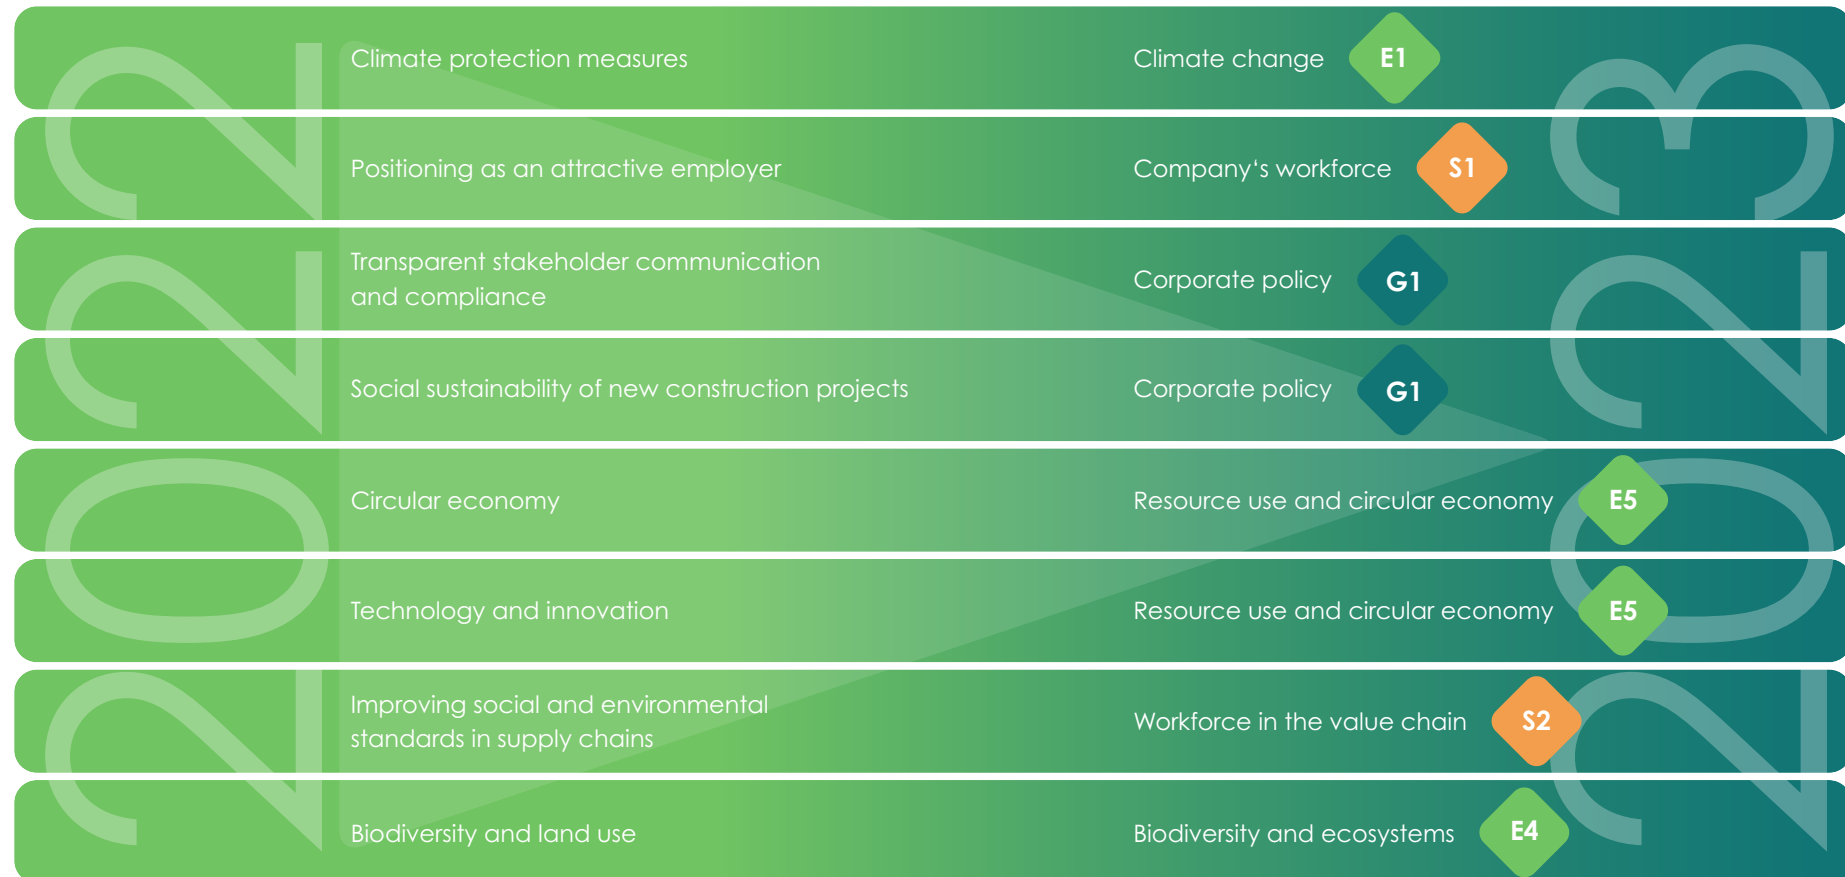 2022
2023
Climate protection measures
Climate change
E1
Positioning as an attractive employer
Company‘s workforce
S1
Transparent stakeholder communication
and compliance
Corporate policy
G1
Social sustainability of new construction projects
Corporate policy
G1
Circular economy
Resource use and circular economy
E5
Technology and innovation
Resource use and circular economy
E5
Improving social and environmental
standards in supply chains
Workforce in the value chain
S2
Biodiversity and land use
Biodiversity and ecosystems
E4